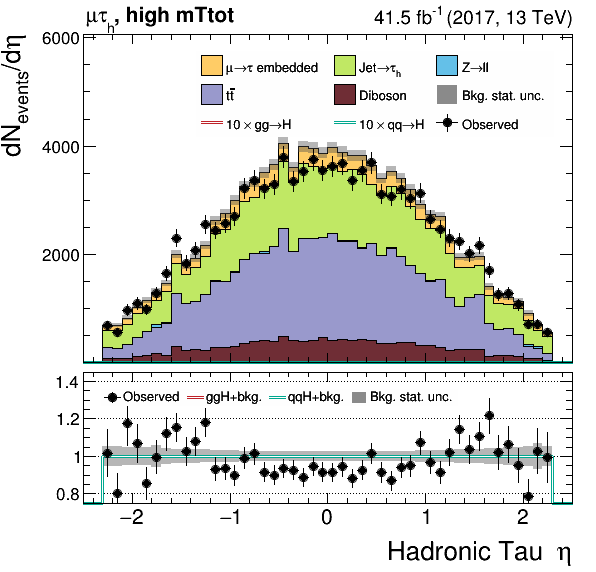 μτh, high mTtot 41.5 fb-1 (2017, 13 TeV)
dNevents/dη
6000
4000
2000
μ→τ embedded Jet→τh Z→ll
tt̄ Diboson Bkg. stat. unc.
10 × gg→H 10 × qq→H Observed
1.4
1.2
1
0.8
Observed ggH+bkg. qqH+bkg. Bkg. stat. unc.
−2 −1 0 1 2
Hadronic Tau η